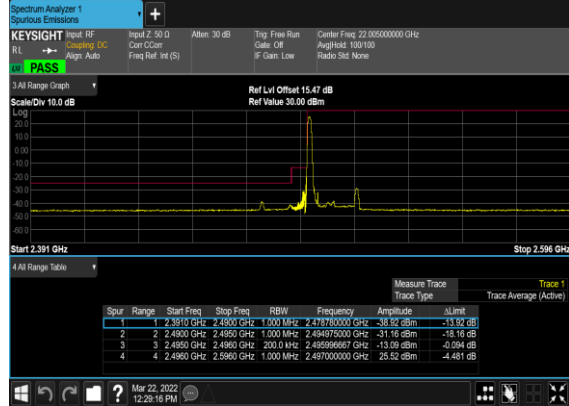 Spectrum Analyzer 1
Spurious Emissions
+
KEYSIGHT Input: RF Input Z: 50 Ω Atten: 30 dB Trig: Free Run Center Freq: 22.005000000 GHz
RL Coupling: DC Corr CCorr Gate: Off Avg|Hold: 100/100
Align: Auto Freq Ref: Int (S) IF Gain: Low Radio Std: None
PASS
3 All Range Graph
Ref Lvl Offset 15.47 dB
Scale/Div 10.0 dB Ref Value 30.00 dBm
Log
20.0
10.0
0.00
-10.0
-20.0
-30.0
-40.0
-50.0
-60.0
Start 2.391 GHz Stop 2.596 GHz
4 All Range Table
Measure Trace Trace 1
Trace Type Trace Average (Active)
Spur Range Start Freq Stop Freq RBW Frequency Amplitude ΔLimit
1 1 2.3910 GHz 2.4900 GHz 1.000 MHz 2.478780000 GHz -38.92 dBm -13.92 dB
2 2 2.4900 GHz 2.4950 GHz 1.000 MHz 2.494975000 GHz -31.16 dBm -18.16 dB
3 3 2.4950 GHz 2.4960 GHz 200.0 kHz 2.495996667 GHz -13.09 dBm -0.094 dB
4 4 2.4960 GHz 2.5960 GHz 1.000 MHz 2.497000000 GHz 25.52 dBm -4.481 dB
?
Mar 22, 2022
12:29:16 PM